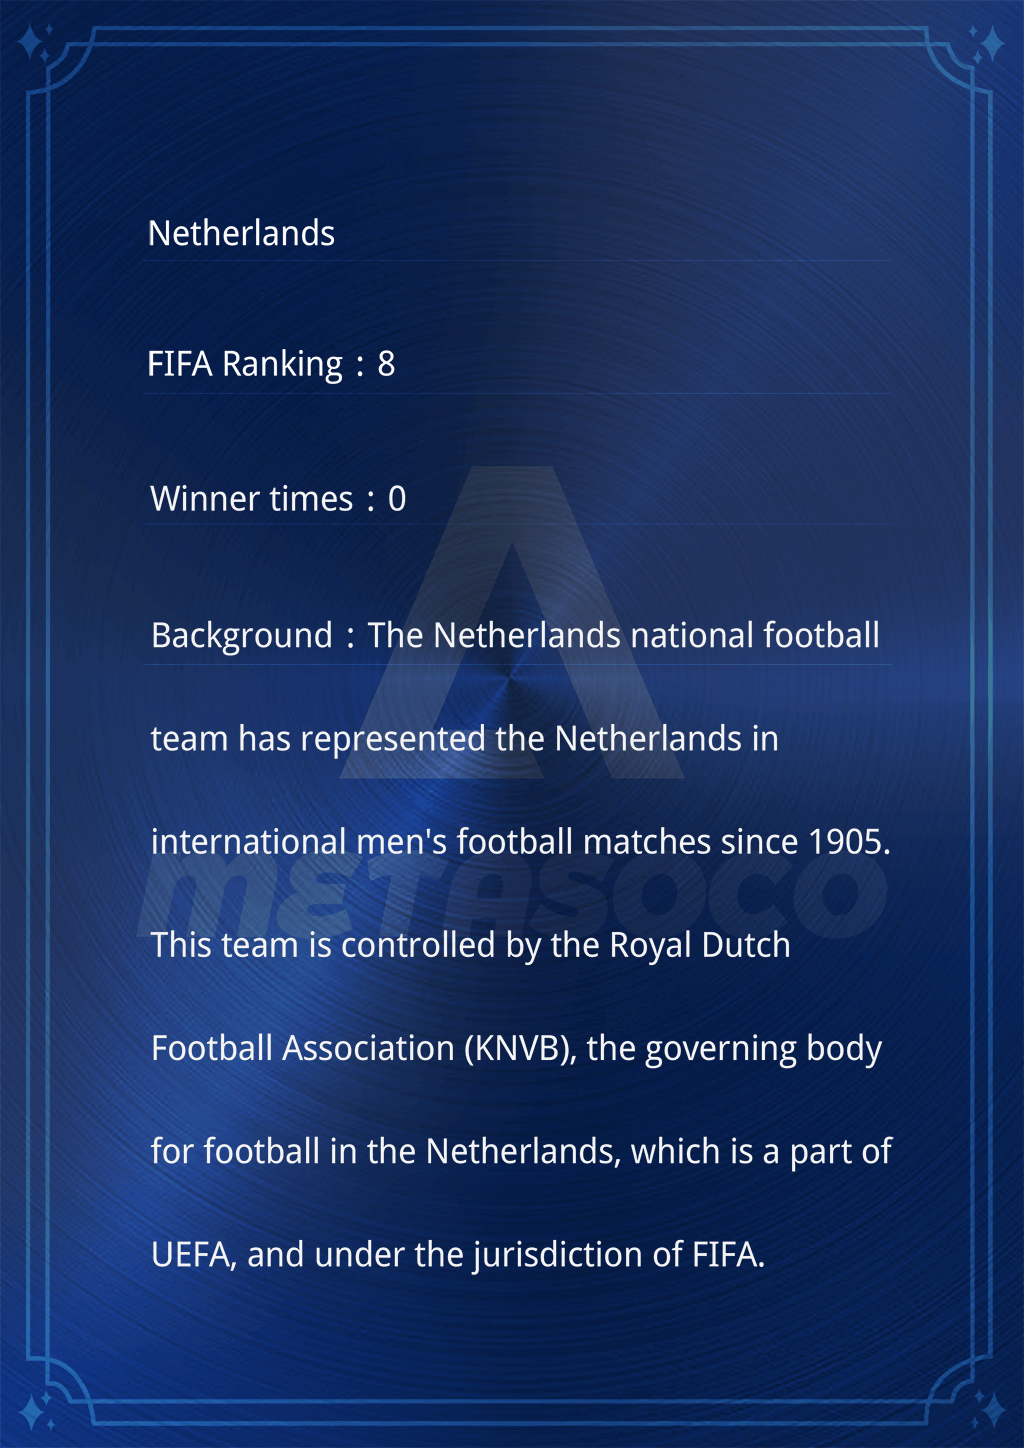 Netherlands
FIFA Ranking：8
Winner times：0
Background：The Netherlands national football
team has represented the Netherlands in
international men's football matches since 1905.
METASOCO
This team is controlled by the Royal Dutch
Football Association (KNVB), the governing body
for football in the Netherlands, which is a part of
UEFA, and under the jurisdiction of FIFA.